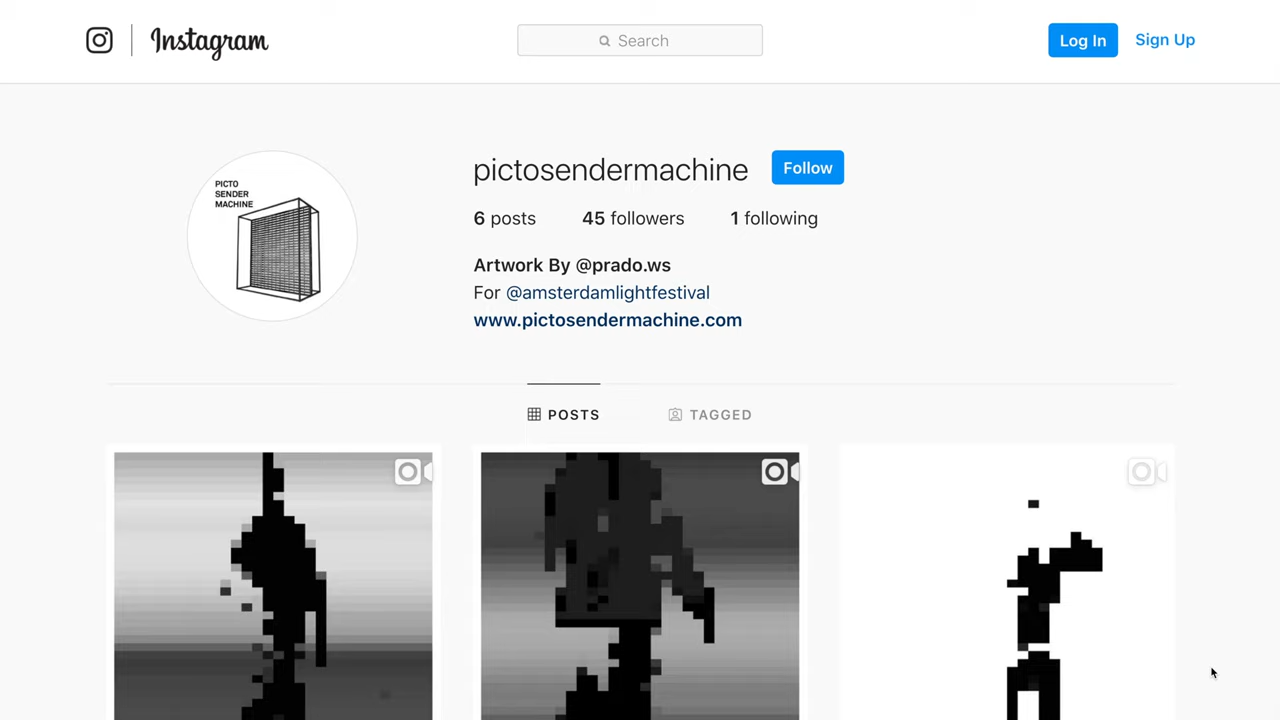 Instagram
Search
Log In
Sign Up
PICTO
SENDER
MACHINE
pictosendermachine
Follow
6 posts 45 followers 1 following
Artwork By @prado.ws
For @amsterdamlightfestival
www.pictosendermachine.com
POSTS
TAGGED